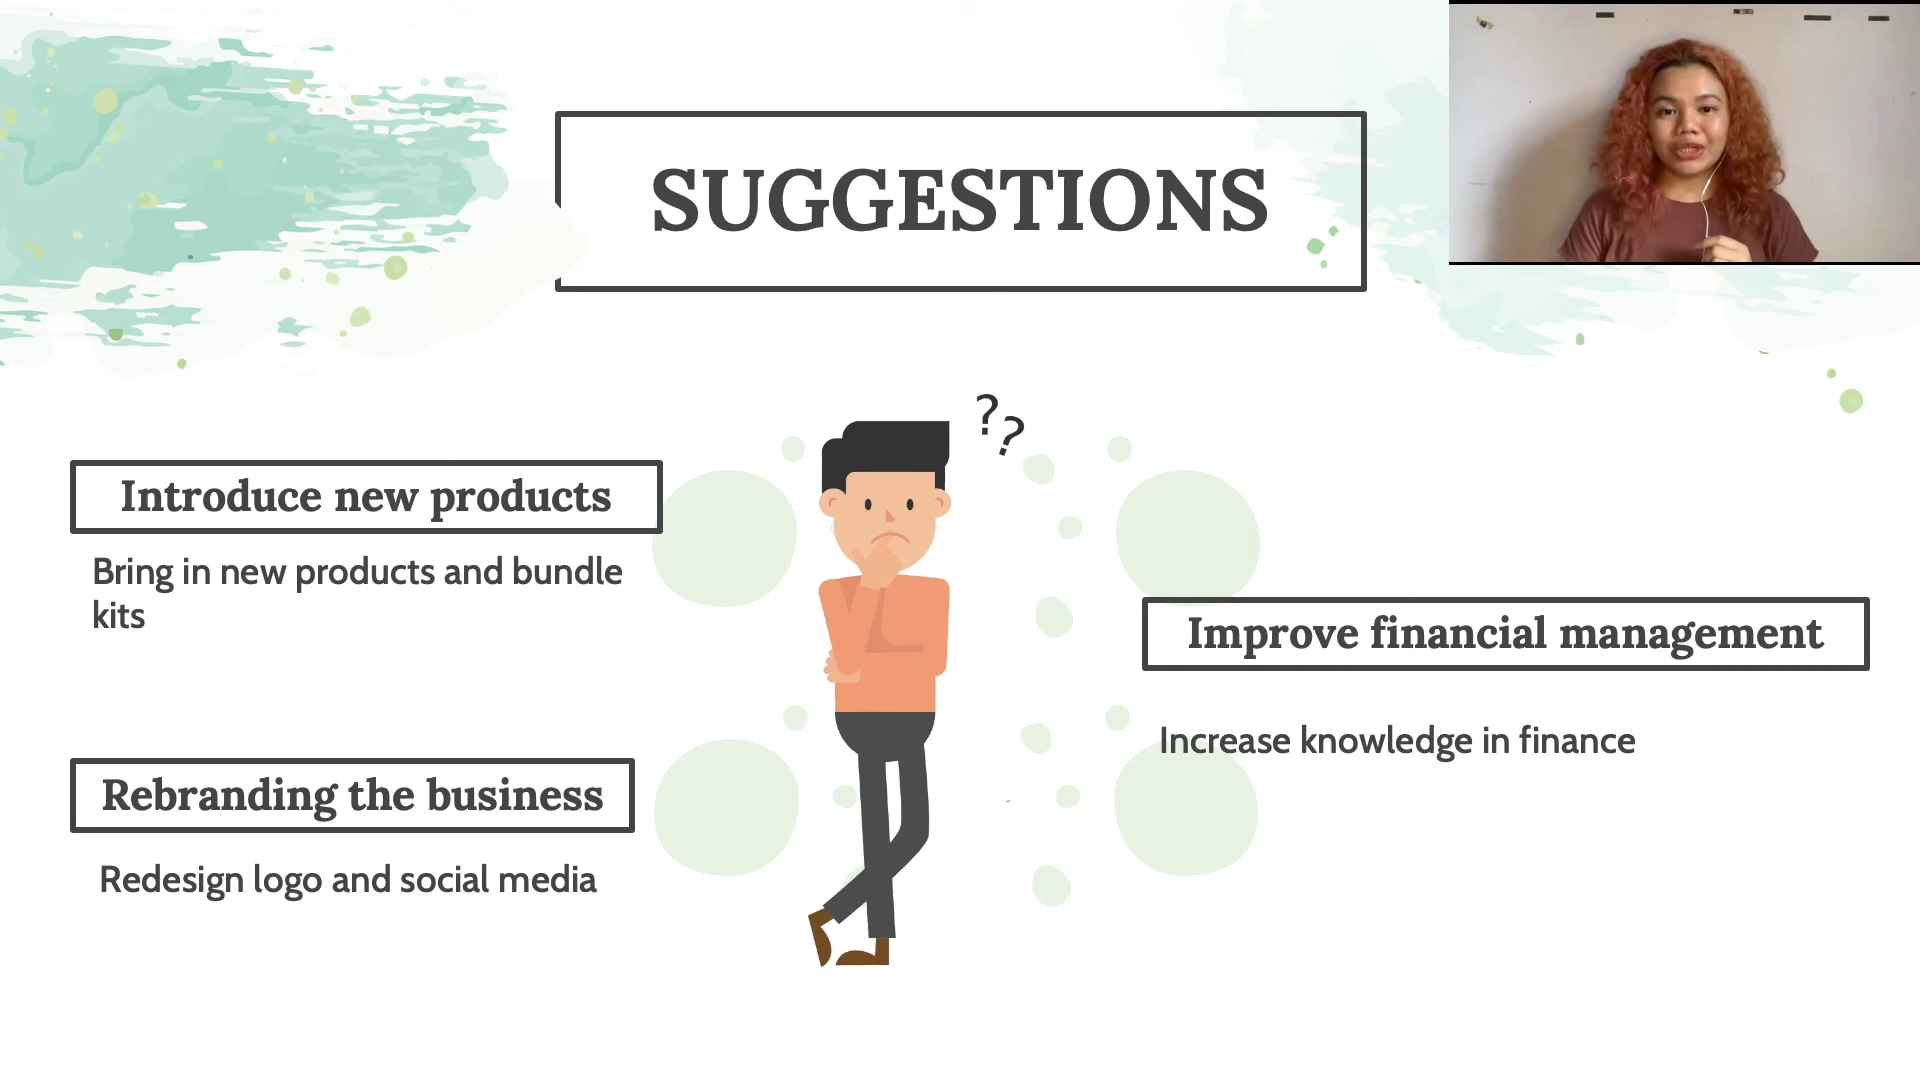 SUGGESTIONS
??
Introduce new products
Bring in new products and bundle
kits
Improve financial management
Increase knowledge in finance
Rebranding the business
Redesign logo and social media